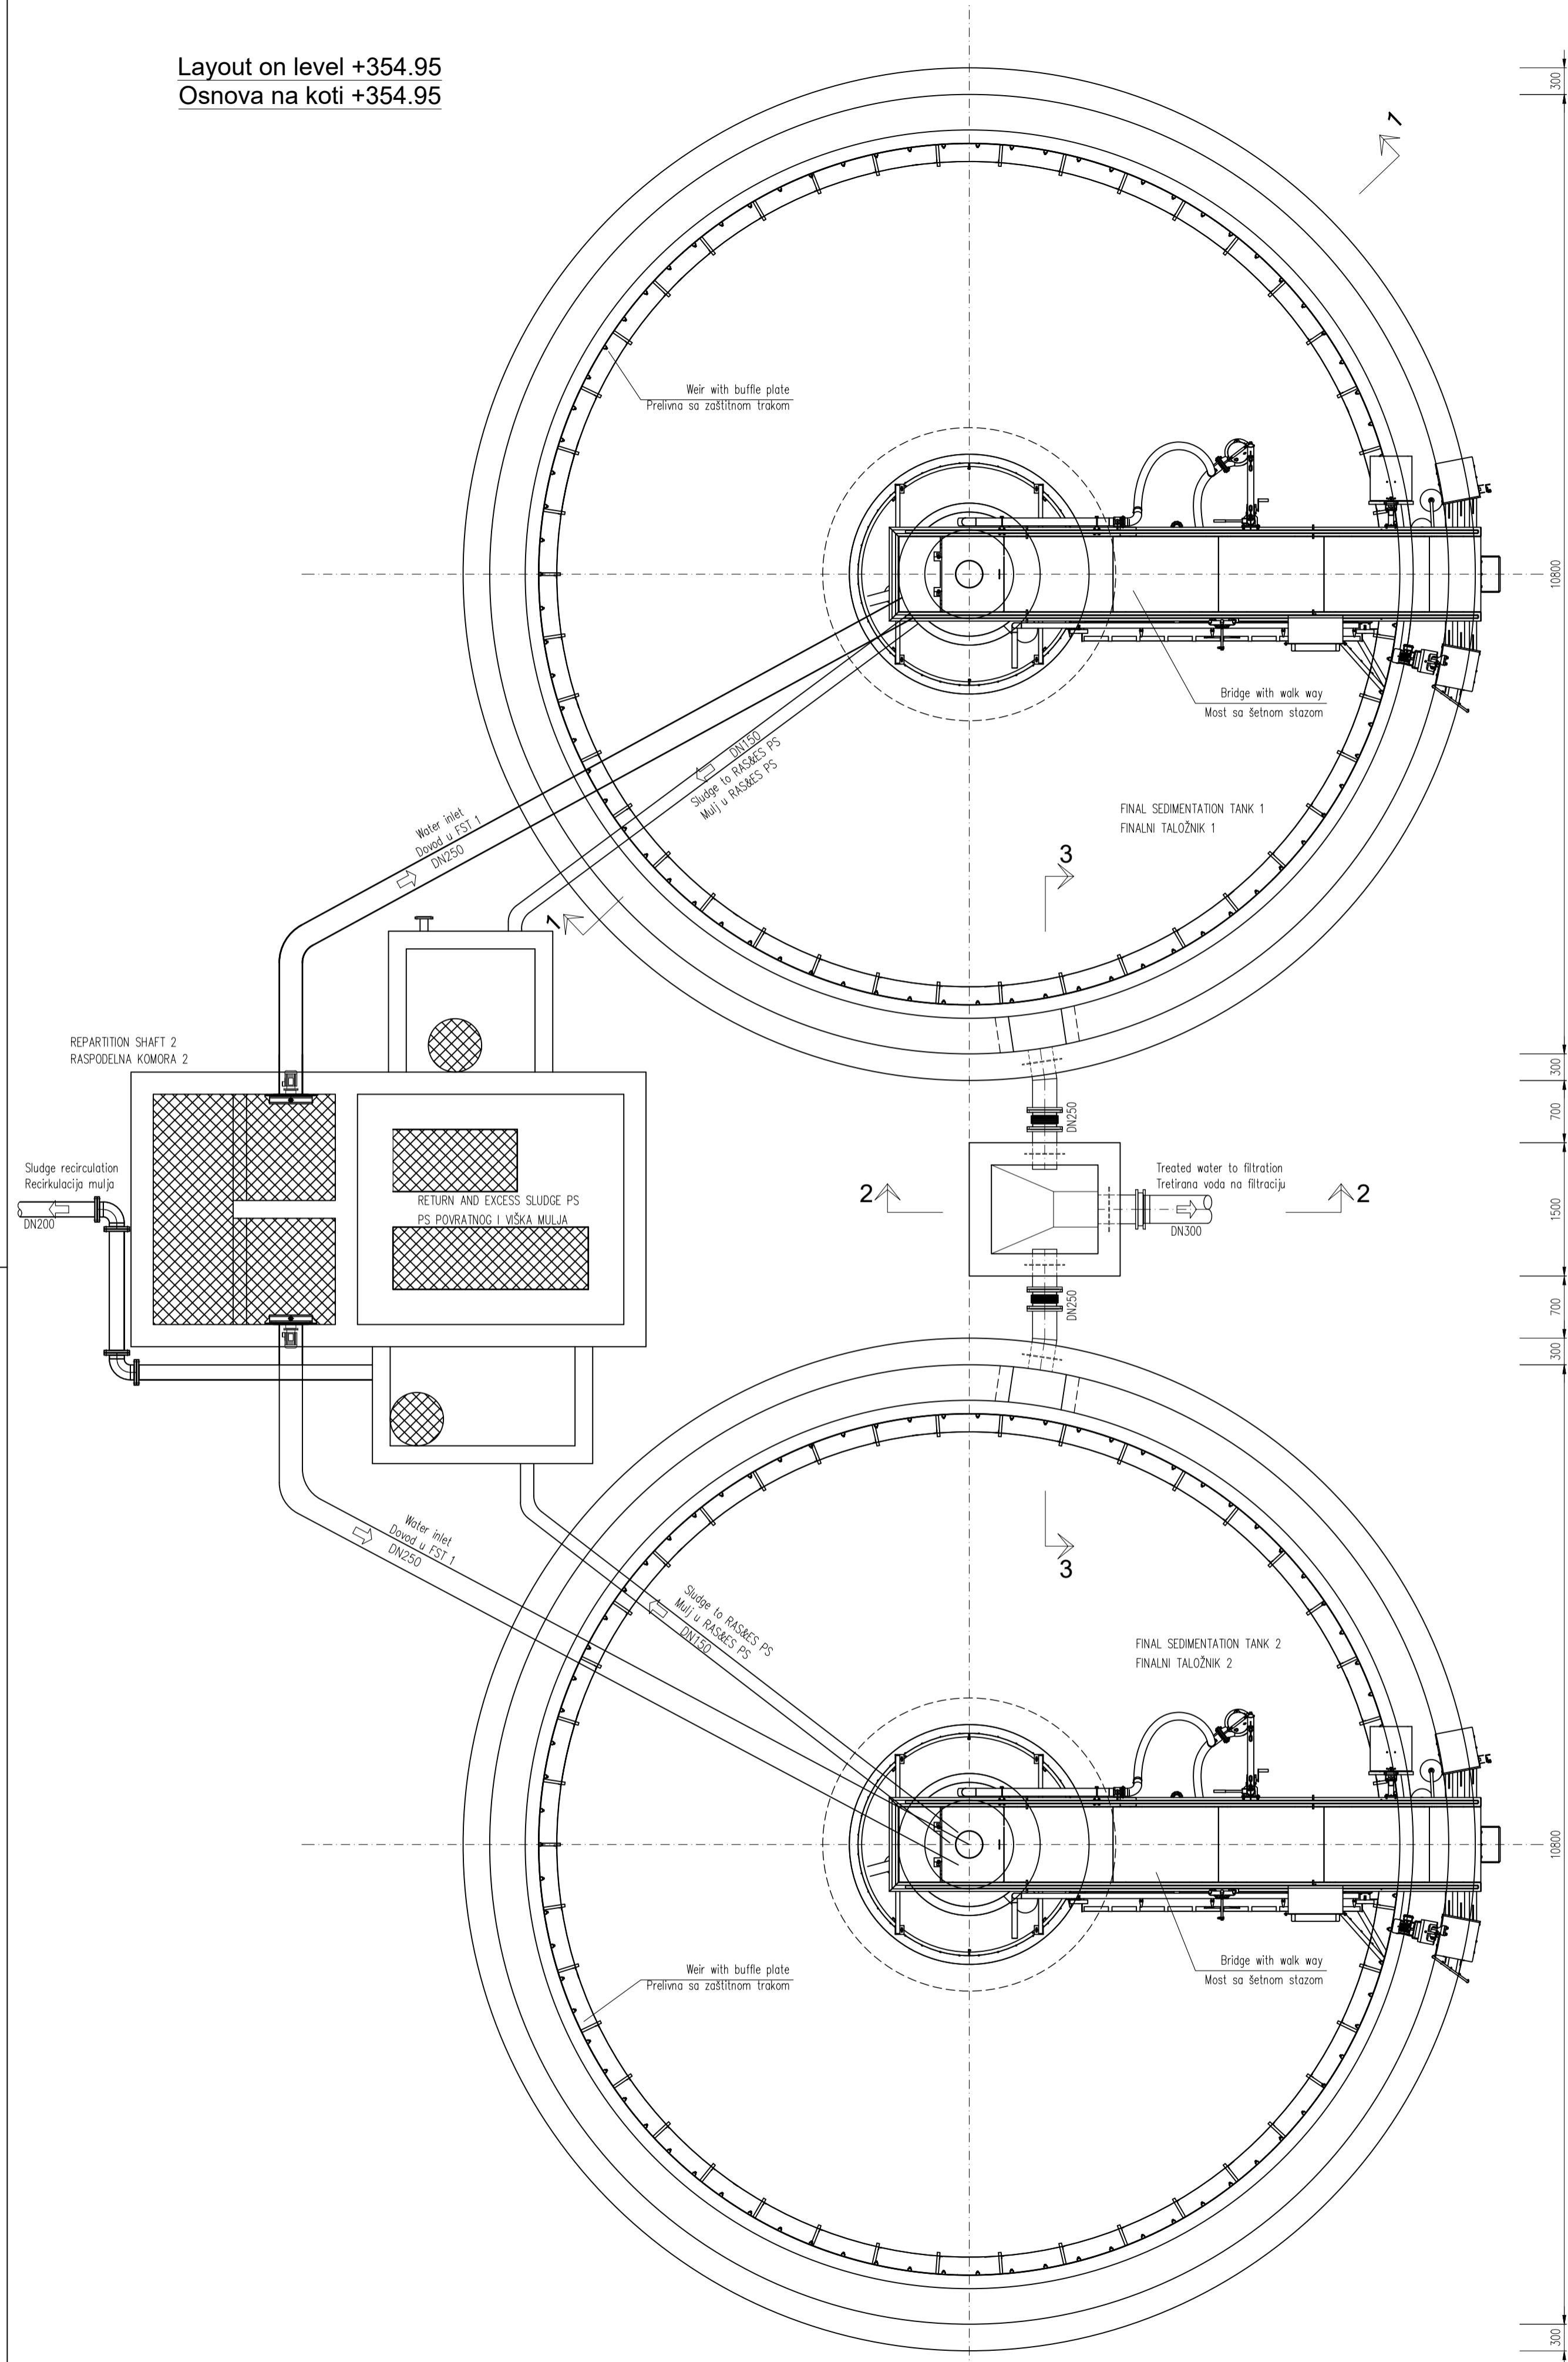 Layout on level +354.95
Osnova na koti +354.95
300
1
Weir with buffle plate
Prelivna sa zaštitnom trakom
10800
Bridge with walk way
Most sa šetnom stazom
DN150
Sludge to RAS&ES PS
Mulj u RAS&ES PS
Water inlet
Dovod u FST 1
DN250
FINAL SEDIMENTATION TANK 1
FINALNI TALOŽNIK 1
3
1
REPARTITION SHAFT 2
RASPODELNA KOMORA 2
300
700
DN250
Sludge recirculation
Recirkulacija mulja
DN200
RETURN AND EXCESS SLUDGE PS
PS POVRATNOG I VIŠKA MULJA
2
Treated water to filtration
Tretirana voda na filtraciju
DN300
2
1500
DN250
700
300
Water inlet
Dovod u FST 1
DN250
3
Sludge to RAS&ES PS
Mulj u RAS&ES PS
DN150
FINAL SEDIMENTATION TANK 2
FINALNI TALOŽNIK 2
10800
Weir with buffle plate
Prelivna sa zaštitnom trakom
Bridge with walk way
Most sa šetnom stazom
300